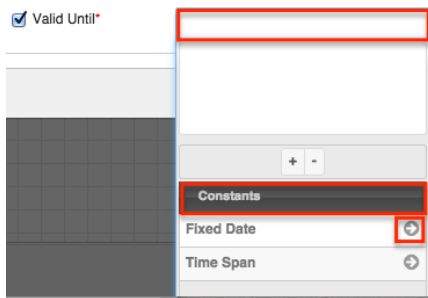 Valid Until*
+ -
Constants
Fixed Date
Time Span